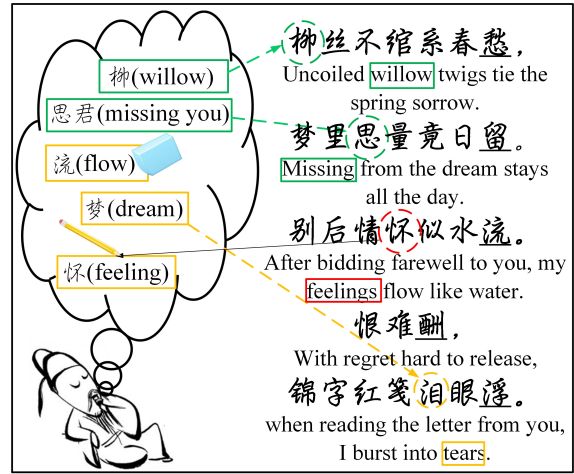 柳(willow)
思君(missing you)
流(flow)
梦(dream)
怀(feeling)
柳丝不绾系春愁，
Uncoiled willow twigs tie the
spring sorrow.
梦里思量竟日留。
Missing from the dream stays
all the day.
别后情怀似水流。
After bidding farewell to you, my
feelings flow like water.
恨难酬，
With regret hard to release,
锦字红笺泪眼浮。
when reading the letter from you,
I burst into tears.